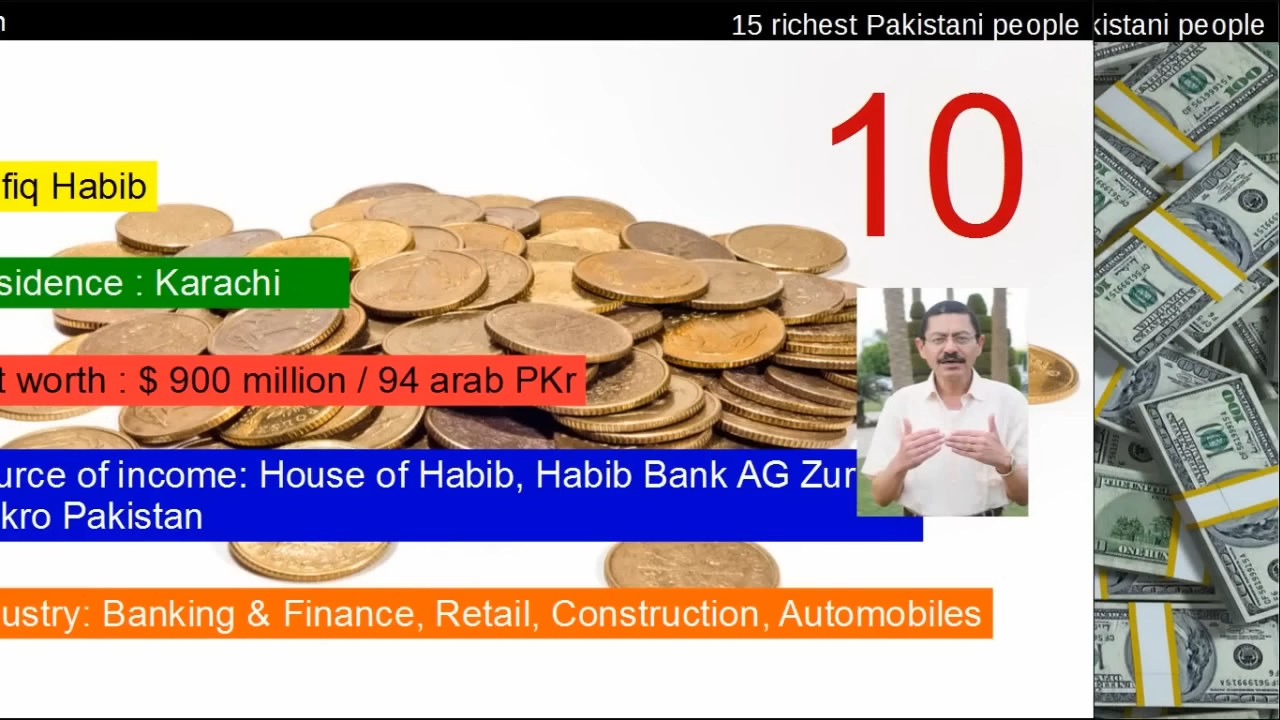 n
15 richest Pakistani people
kistani people
10
fiq Habib
sidence : Karachi
t worth : $ 900 million / 94 arab PKr
urce of income: House of Habib, Habib Bank AG Zur
kro Pakistan
ustry: Banking & Finance, Retail, Construction, Automobiles